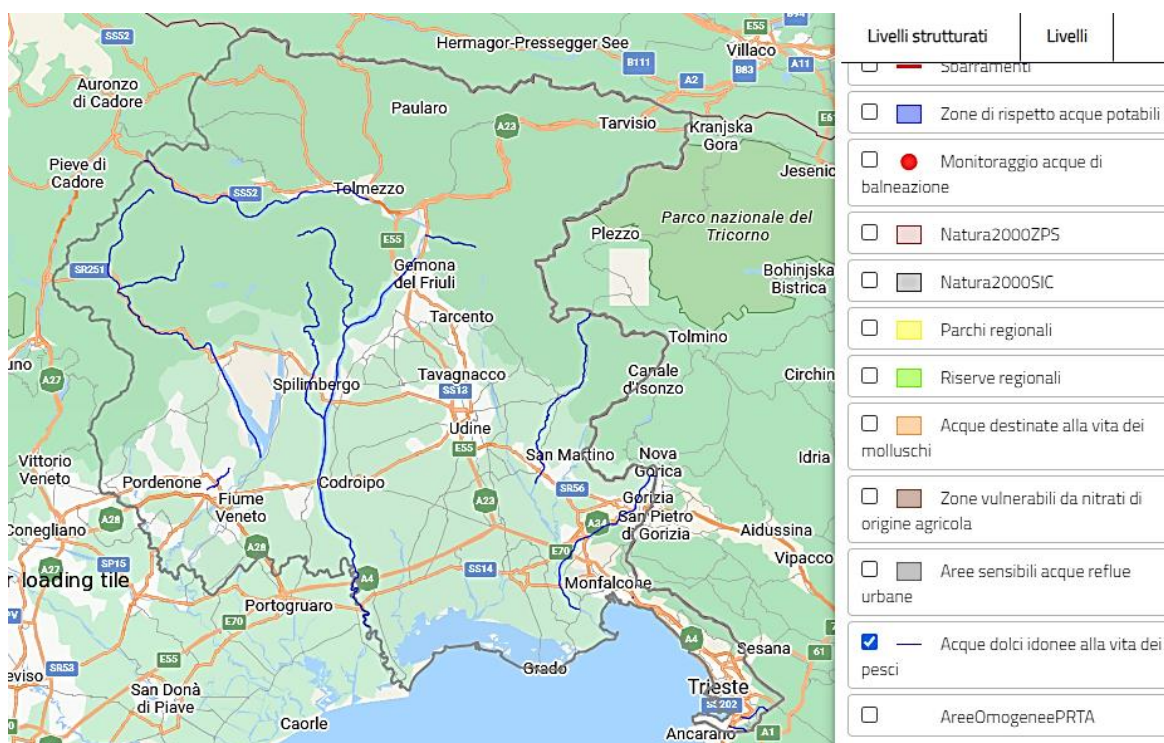 SS52
E55
Hermagor-Pressegger See
Villaco
B111
B83
A11
A2
Auronzo
di Cadore
Paularo
A23
Tarvisio
Kranjska
Gora
Pieve di
Cadore
Jesenic
SS52
Tolmezzo
Parco nazionale del
Tricorno
Plezzo
E55
SR251
Gemona
del Friuli
Bohinjska
Bistrica
Tarcento
Tolmino
uno
A27
Spilimbergo
Tavagnacco
SS13
Canale
d'Isonzo
Circhin
Udine
E55
San Martino
Nova
Gorica
Idria
Vittorio
Veneto
Pordenone
Fiume
Veneto
Codroipo
SR56
Gorizia
A23
A34
San Pietro
di Gorizia
Conegliano
A28
Aidussina
A28
E70
Vipacco
A27
SP15
r loading tile
A4
SS14
Monfalcone
Portogruaro
E70
A4
Sesana
61
E55
SR53
eviso
Grado
San Donà
di Piave
Trieste
SS202
Caorle
Ancarano
A1
Livelli strutturati
Livelli
Sbarramenti
Zone di rispetto acque potabili
Monitoraggio acque di
balneazione
Natura2000ZPS
Natura2000SIC
Parchi regionali
Riserve regionali
Acque destinate alla vita dei
molluschi
Zone vulnerabili da nitrati di
origine agricola
Aree sensibili acque reflue
urbane
Acque dolci idonee alla vita dei
pesci
AreeOmogeneePRTA